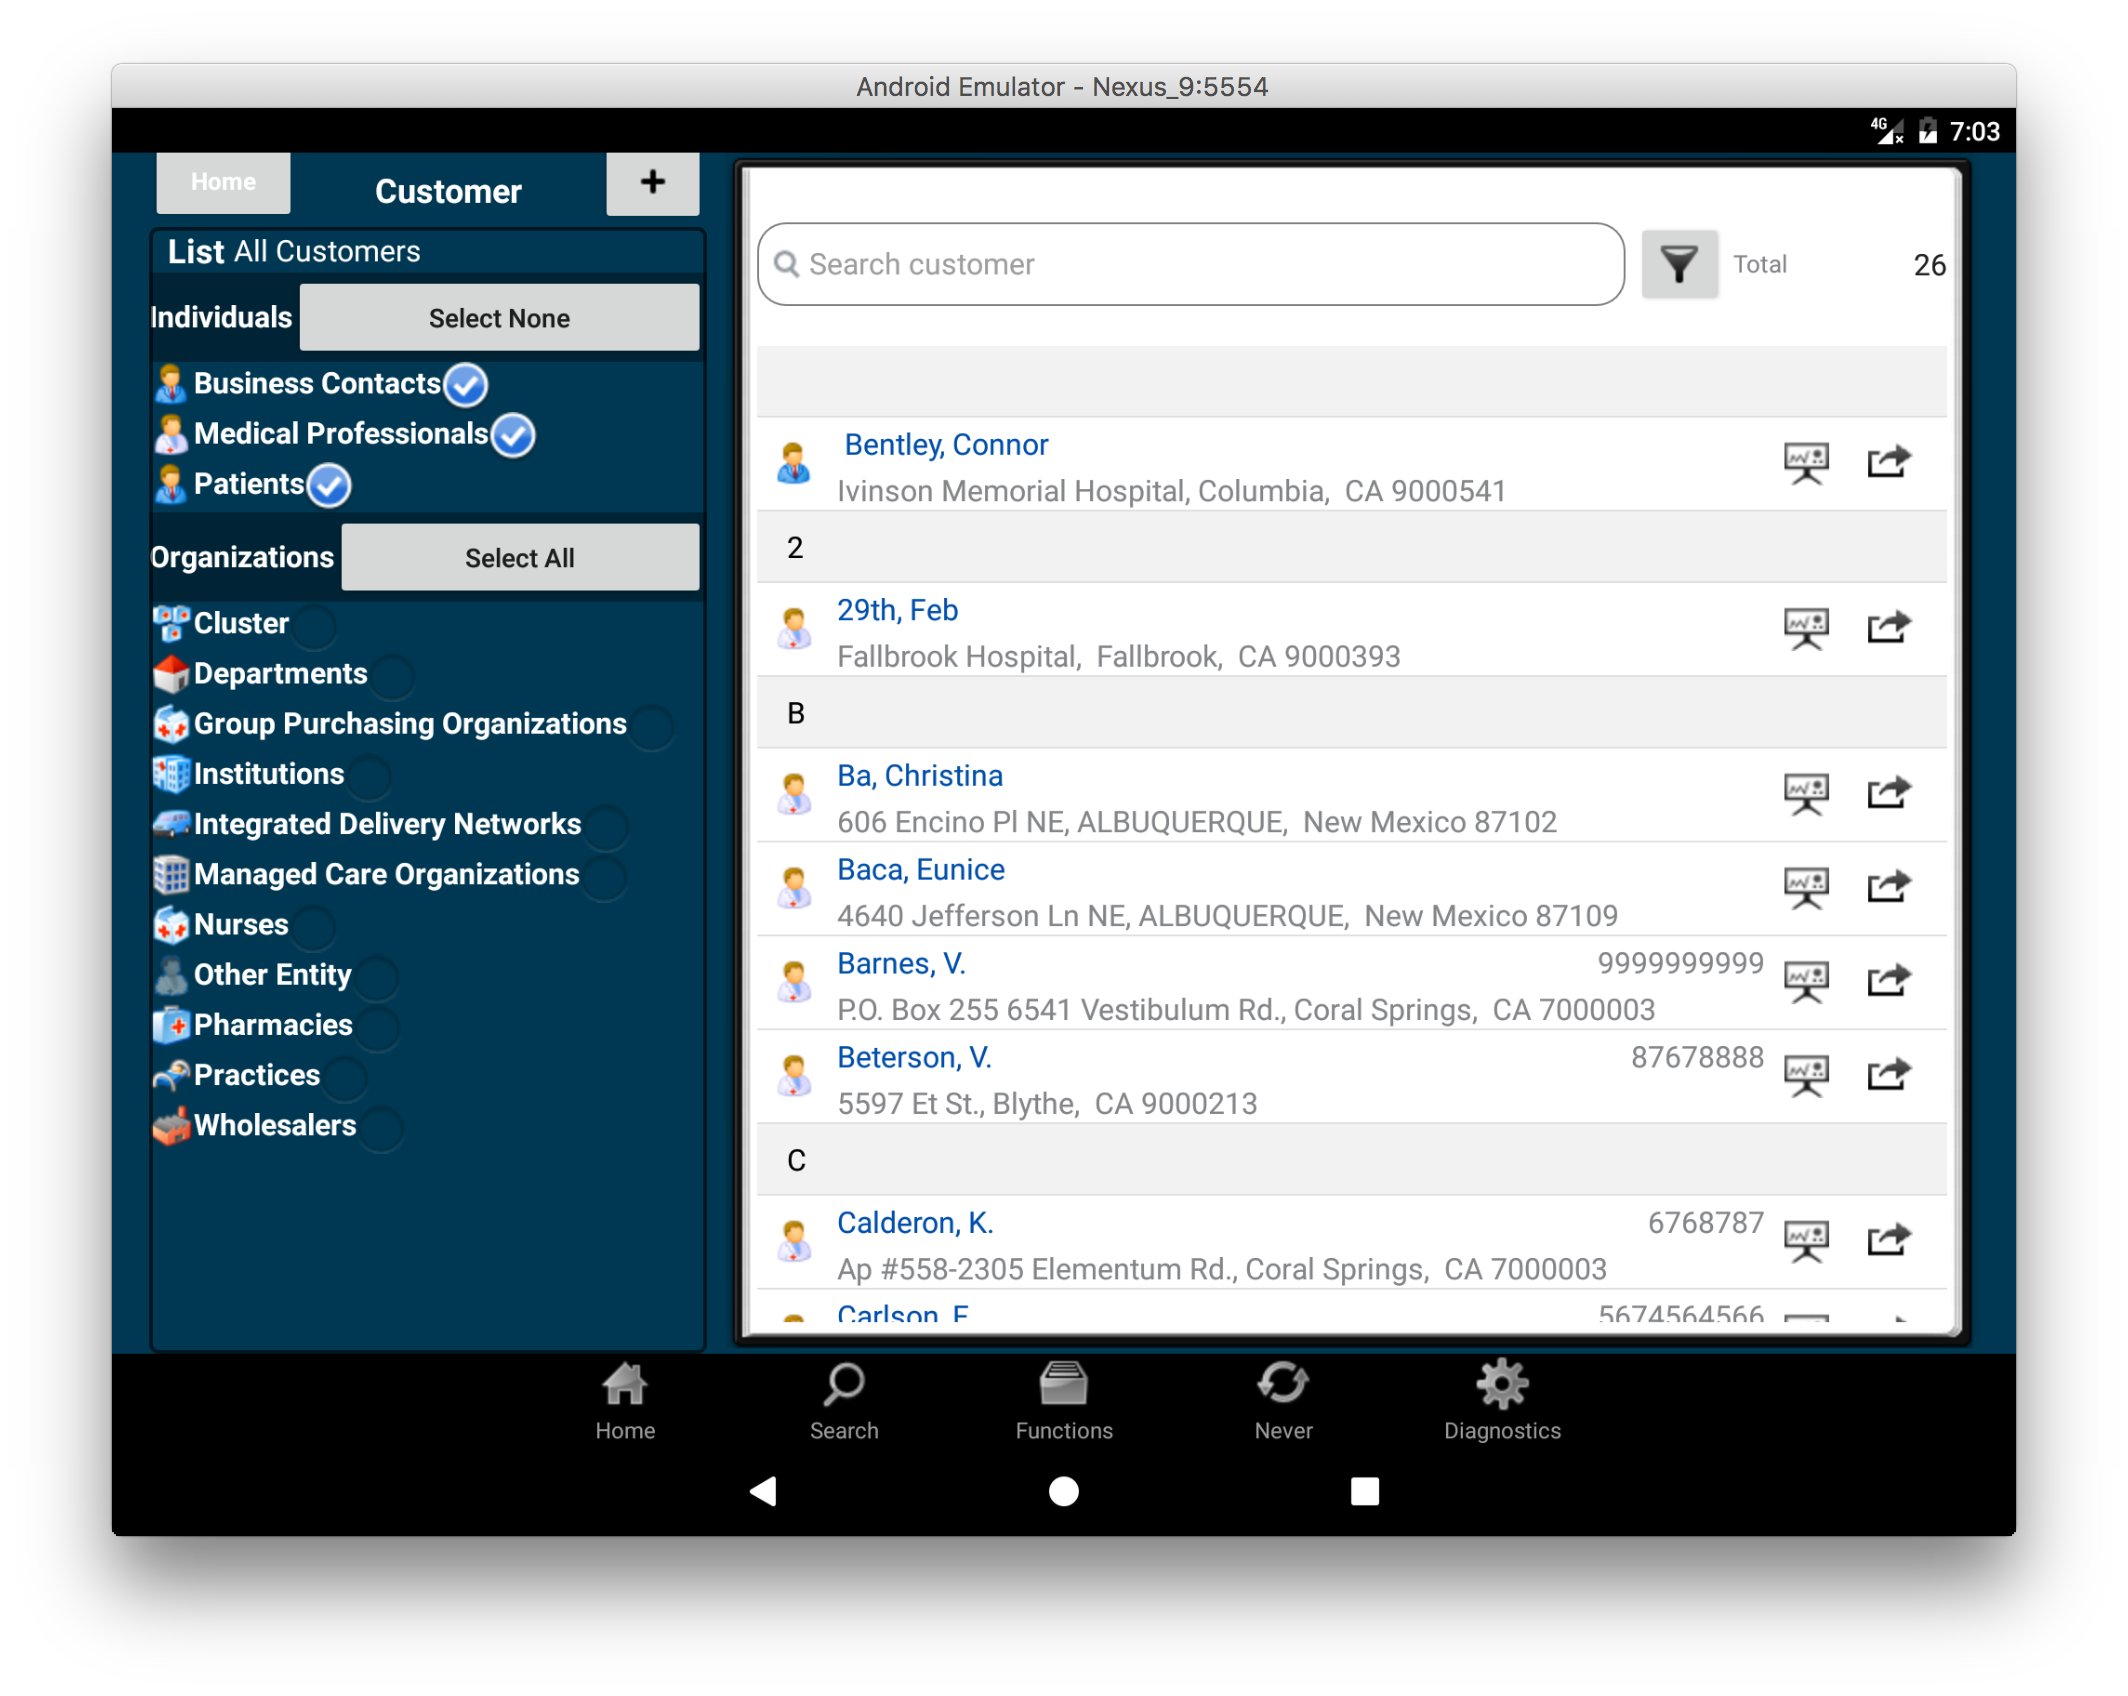 Android Emulator - Nexus_9:5554
4G 7:03
Home
Customer
+
List All Customers
Individuals Select None
Business Contacts
Medical Professionals
Patients
Organizations Select All
Cluster
Departments
Group Purchasing Organizations
Institutions
Integrated Delivery Networks
Managed Care Organizations
Nurses
Other Entity
Pharmacies
Practices
Wholesalers
Search customer
Total 26
Bentley, Connor
Ivinson Memorial Hospital, Columbia, CA 9000541
2
29th, Feb
Fallbrook Hospital, Fallbrook, CA 9000393
B
Ba, Christina
606 Encino Pl NE, ALBUQUERQUE, New Mexico 87102
Baca, Eunice
4640 Jefferson Ln NE, ALBUQUERQUE, New Mexico 87109
Barnes, V. 9999999999
P.O. Box 255 6541 Vestibulum Rd., Coral Springs, CA 7000003
Beterson, V. 87678888
5597 Et St., Blythe, CA 9000213
C
Calderon, K. 6768787
Ap #558-2305 Elementum Rd., Coral Springs, CA 7000003
Carlson, 5674564566
Home
Search
Functions
Never
Diagnostics